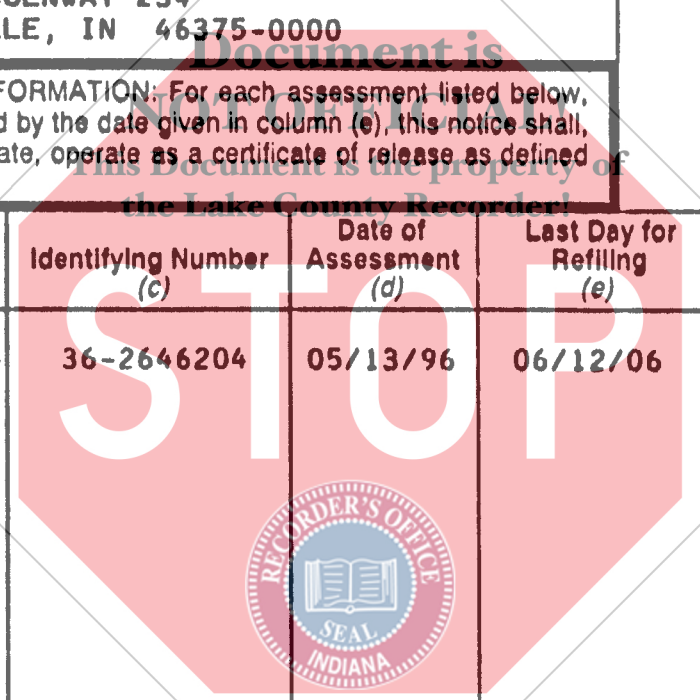 LE, IN 46375-0000
Document is
NOT OFFICIAL!
FORMATION: For each assessment listed below,
d by the date given in column (e), this notice shall,
ate, operate as a certificate of release as defined
This Document is the property of
the Lake County Recorder!
Identifying Number
(c)
Date of
Assessment
(d)
Last Day for
Refiling
(e)
36-2646204
05/13/96
06/12/06
STOP
RECORDER'S OFFICE
SEAL
INDIANA